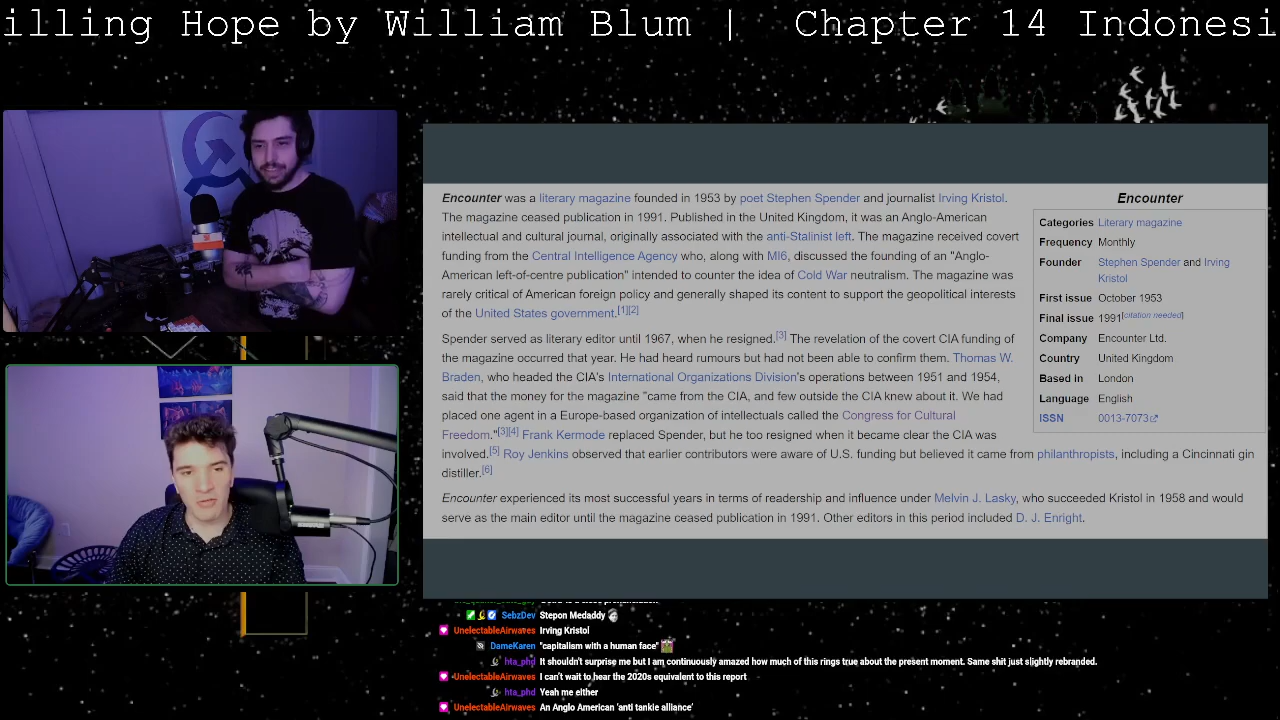 illing Hope by William Blum | Chapter 14 Indonesi
Encounter was a literary magazine founded in 1953 by poet Stephen Spender and journalist Irving Kristol.
The magazine ceased publication in 1991. Published in the United Kingdom, it was an Anglo-American
intellectual and cultural journal, originally associated with the anti-Stalinist left. The magazine received covert
funding from the Central Intelligence Agency who, along with MI6, discussed the founding of an "Anglo-
American left-of-centre publication" intended to counter the idea of Cold War neutralism. The magazine was
rarely critical of American foreign policy and generally shaped its content to support the geopolitical interests
of the United States government.[1][2]
Spender served as literary editor until 1967, when he resigned.[3] The revelation of the covert CIA funding of
the magazine occurred that year. He had heard rumours but had not been able to confirm them. Thomas W.
Braden, who headed the CIA's International Organizations Division's operations between 1951 and 1954,
said that the money for the magazine "came from the CIA, and few outside the CIA knew about it. We had
placed one agent in a Europe-based organization of intellectuals called the Congress for Cultural
Freedom."[3][4] Frank Kermode replaced Spender, but he too resigned when it became clear the CIA was
involved.[5] Roy Jenkins observed that earlier contributors were aware of U.S. funding but believed it came from philanthropists, including a Cincinnati gin
distiller.[6]
Encounter experienced its most successful years in terms of readership and influence under Melvin J. Lasky, who succeeded Kristol in 1958 and would
serve as the main editor until the magazine ceased publication in 1991. Other editors in this period included D. J. Enright.
Encounter
Categories Literary magazine
Frequency Monthly
Founder Stephen Spender and Irving
Kristol
First issue October 1953
Final issue 1991[citation needed]
Company Encounter Ltd.
Country United Kingdom
Based in London
Language English
ISSN 0013-7073
SebzDev Stepon Medaddy
UnelectableAirwaves Irving Kristol
DameKaren "capitalism with a human face"
hta_phd It shouldn't surprise me but I am continuously amazed how much of this rings true about the present moment. Same shit just slightly rebranded.
UnelectableAirwaves I can't wait to hear the 2020s equivalent to this report
hta_phd Yeah me either
UnelectableAirwaves An Anglo American 'anti tankie alliance'